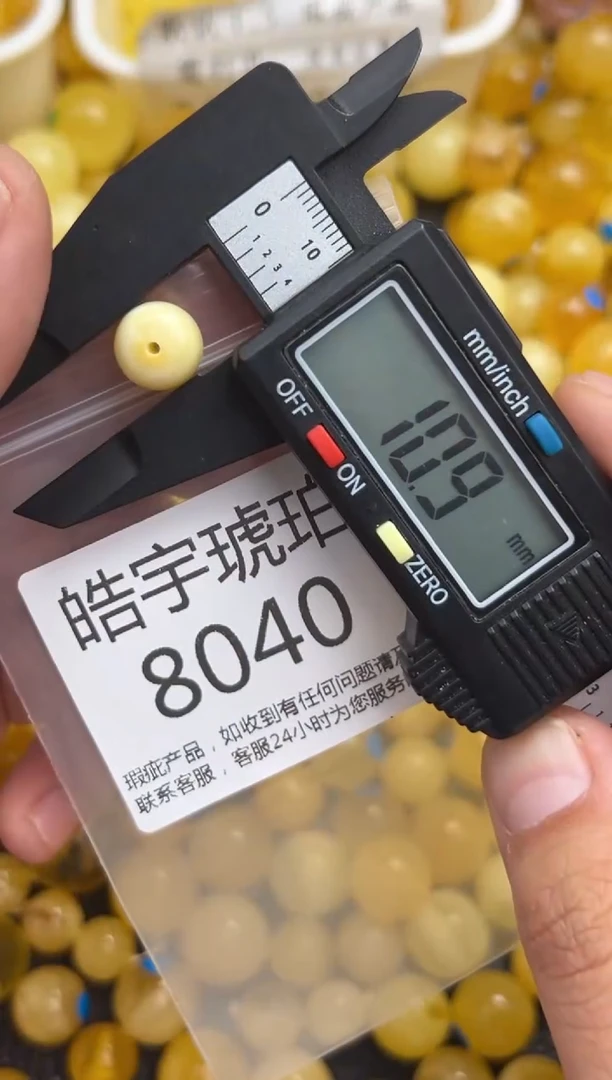 0 10
1 2 3 4
mm/inch
OFF
ON
ZERO
10.9
mm
皓宇琥珀
8040
瑕疵产品，如收到有任何问题请
联系客服，客服24小时为您服务